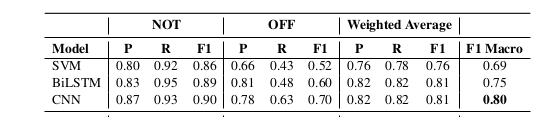 NOT OFF Weighted Average
Model P R F1 P R F1 P R F1 F1 Macro
SVM 0.80 0.92 0.86 0.66 0.43 0.52 0.76 0.78 0.76 0.69
BiLSTM 0.83 0.95 0.89 0.81 0.48 0.60 0.82 0.82 0.81 0.75
CNN 0.87 0.93 0.90 0.78 0.63 0.70 0.82 0.82 0.81 0.80